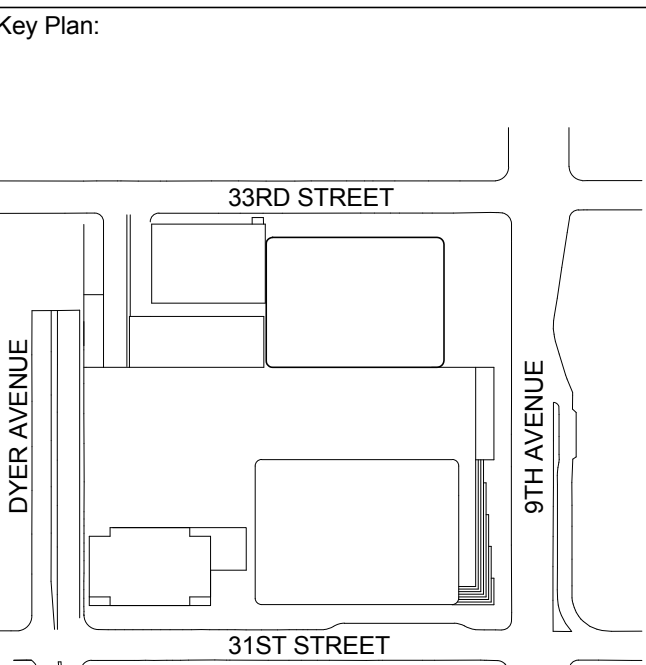 Key Plan:
33RD STREET
DYER AVENUE
9TH AVENUE
31ST STREET